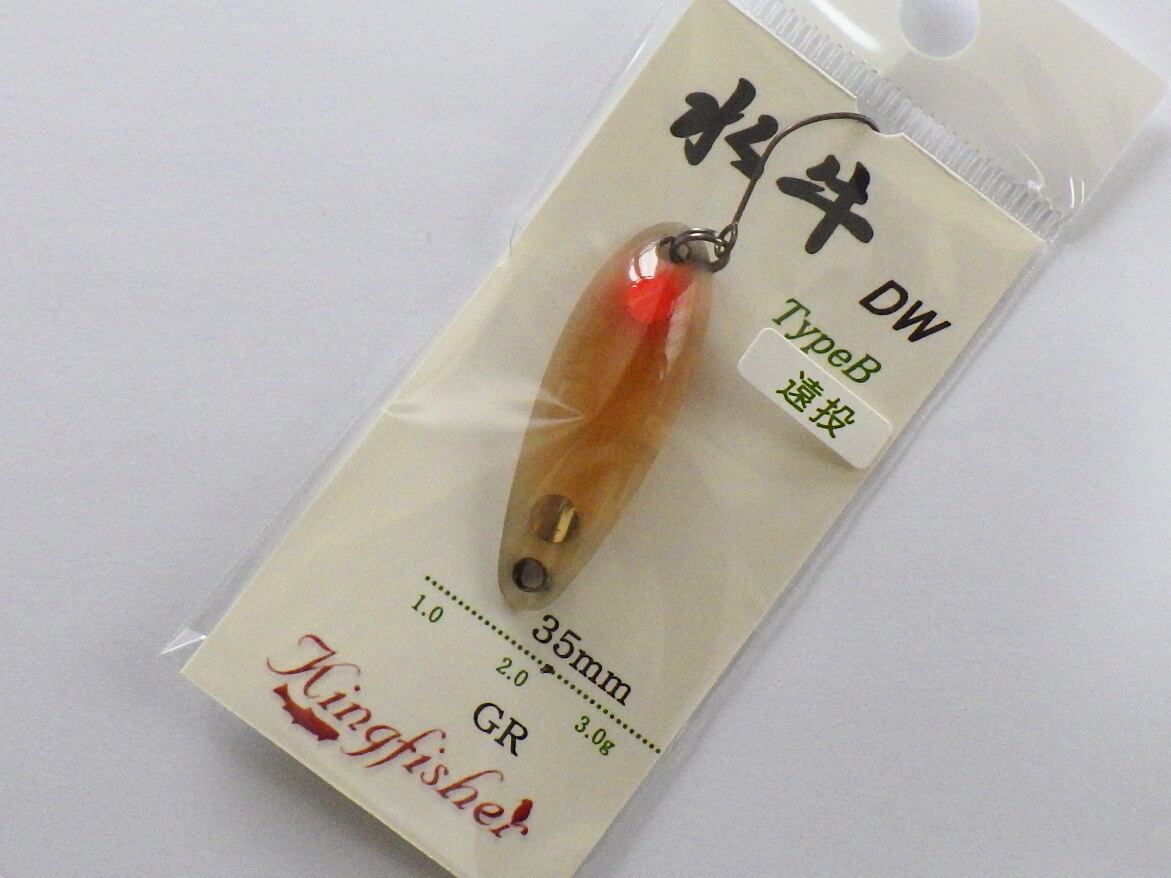 水牛
DW
TypeB
遠投
35mm
1.0
2.0
3.0g
GR
Kingfisher